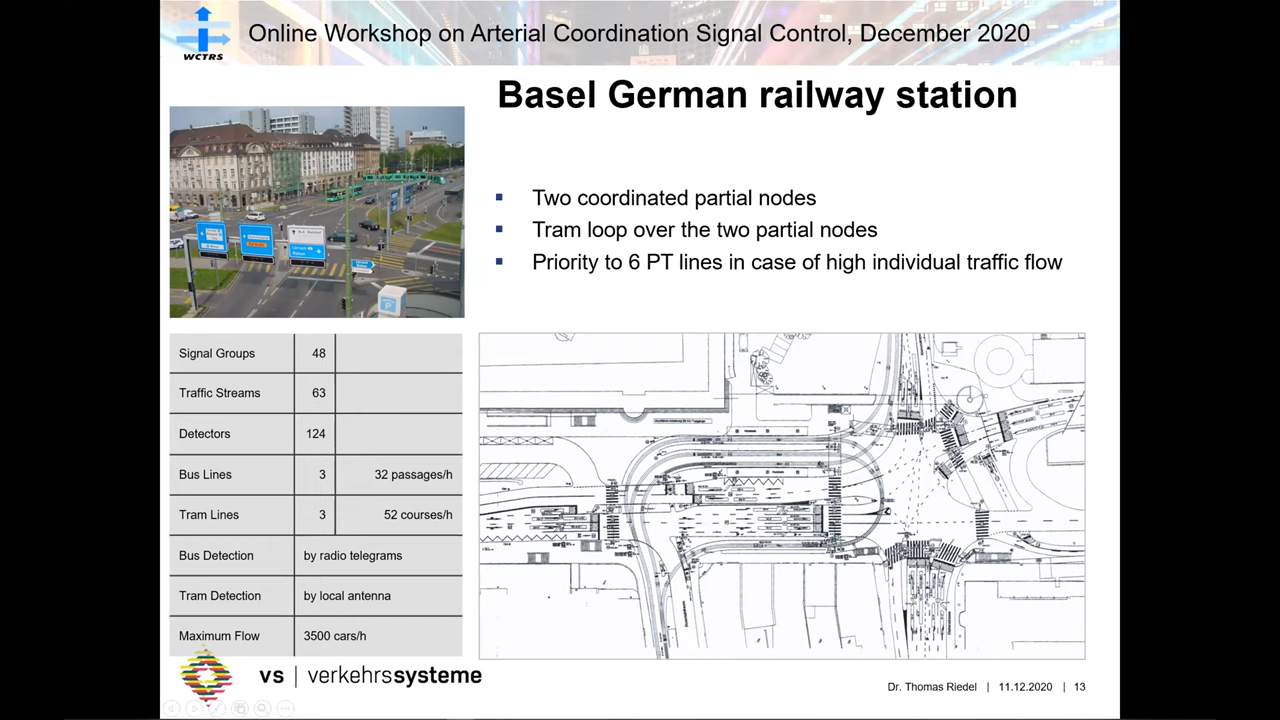 Online Workshop on Arterial Coordination Signal Control, December 2020
WCTRS
Basel German railway station
▪ Two coordinated partial nodes
▪ Tram loop over the two partial nodes
▪ Priority to 6 PT lines in case of high individual traffic flow
Signal Groups 48
Traffic Streams 63
Detectors 124
Bus Lines 3 32 passages/h
Tram Lines 3 52 courses/h
Bus Detection by radio telegrams
Tram Detection by local antenna
Maximum Flow 3500 cars/h
vs | verkehrssysteme
Dr. Thomas Riedel | 11.12.2020 | 13